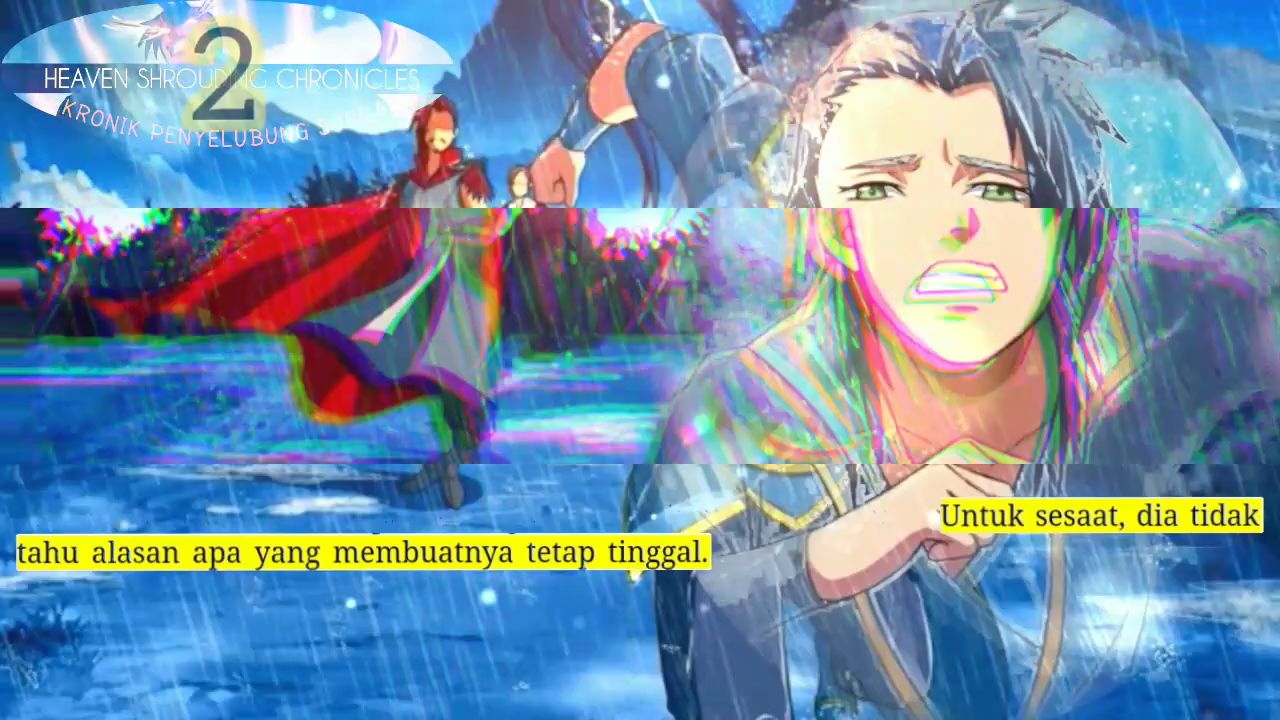 2
HEAVEN SHROUDING CHRONICLES
KRONIK PENYELUBUNG
Untuk sesaat, dia tidak
tahu alasan apa yang membuatnya tetap tinggal.